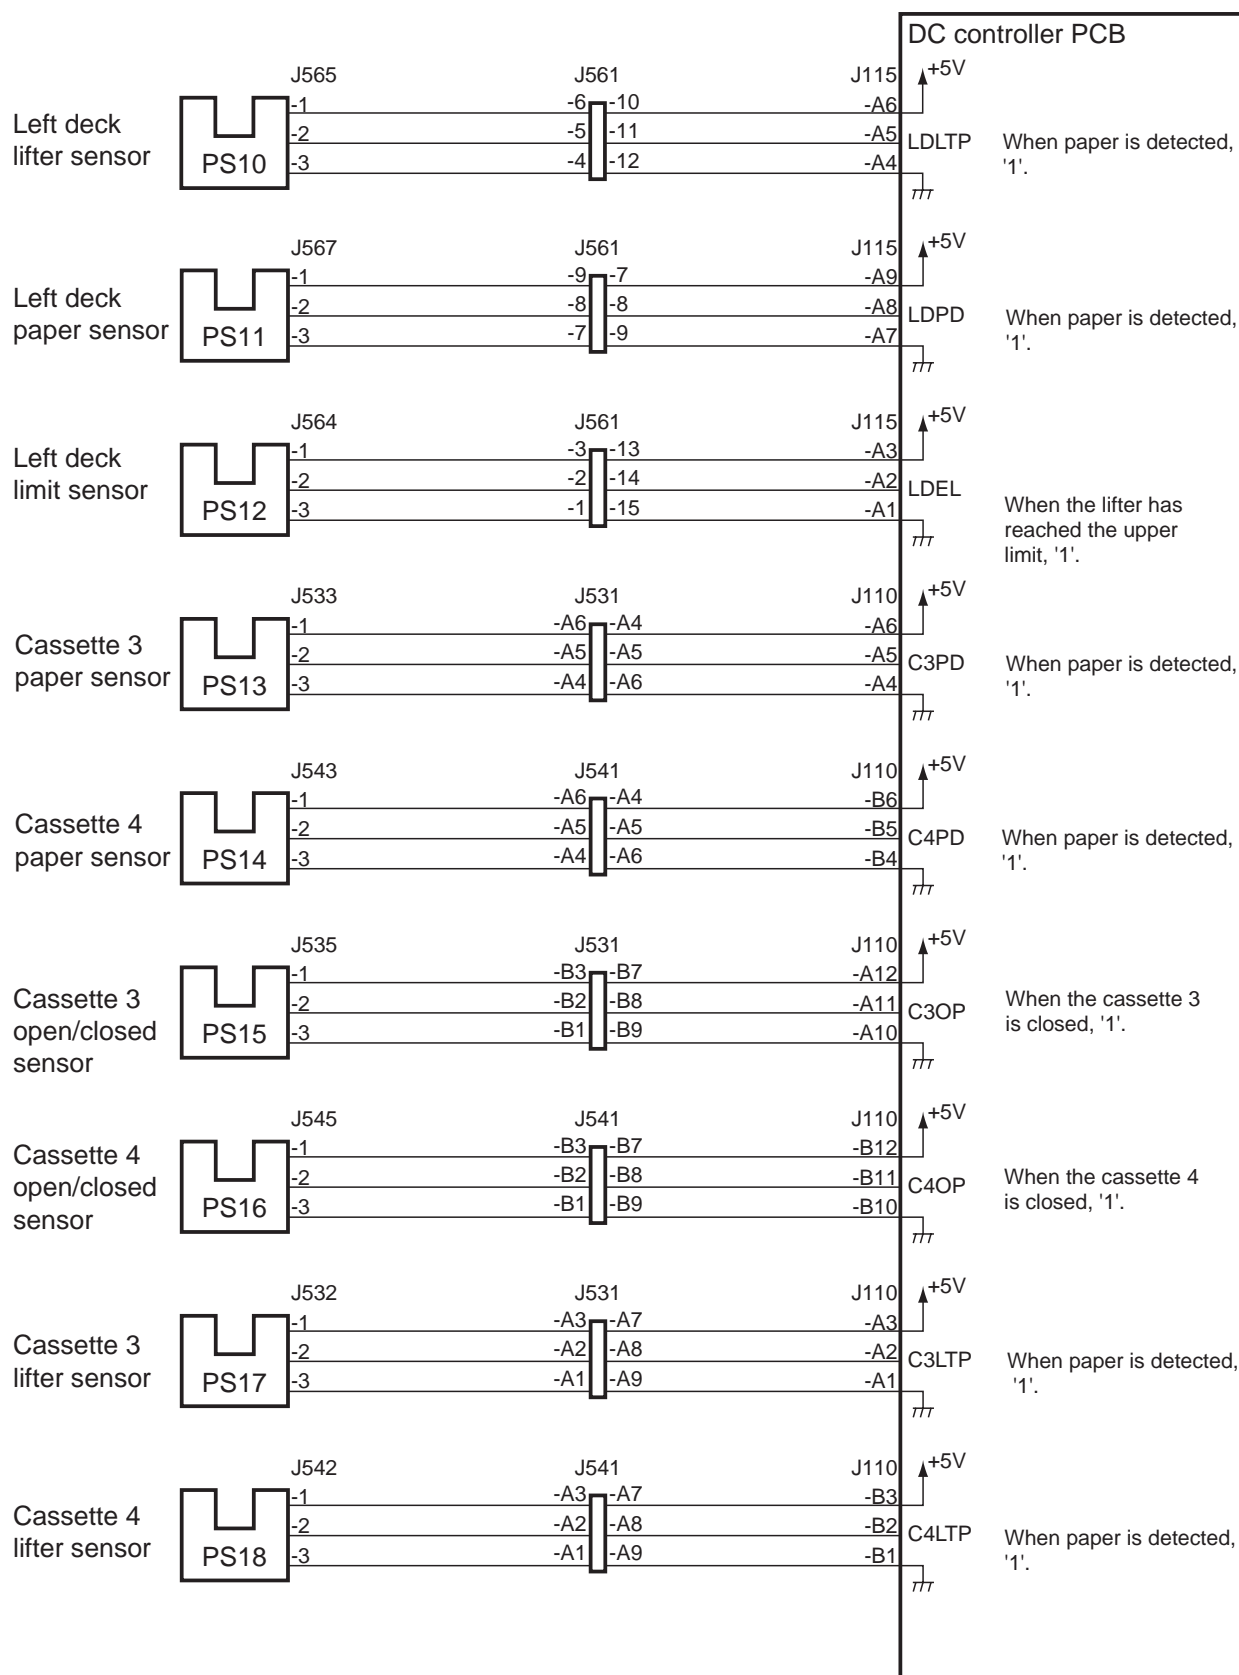 DC controller PCB
J565 J561 J115 +5V
Left deck
lifter sensor
PS10
-1 -6 -10 -A6
-2 -5 -11 -A5 LDLTP
-3 -4 -12 -A4
When paper is detected,
'1'.
J567 J561 J115 +5V
Left deck
paper sensor
PS11
-1 -9 -7 -A9
-2 -8 -8 -A8 LDPD
-3 -7 -9 -A7
When paper is detected,
'1'.
J564 J561 J115 +5V
Left deck
limit sensor
PS12
-1 -3 -13 -A3
-2 -2 -14 -A2 LDEL
-3 -1 -15 -A1
When the lifter has
reached the upper
limit, '1'.
J533 J531 J110 +5V
Cassette 3
paper sensor
PS13
-1 -A6 -A4 -A6
-2 -A5 -A5 -A5 C3PD
-3 -A4 -A6 -A4
When paper is detected,
'1'.
J543 J541 J110 +5V
Cassette 4
paper sensor
PS14
-1 -A6 -A4 -B6
-2 -A5 -A5 -B5 C4PD
-3 -A4 -A6 -B4
When paper is detected,
'1'.
J535 J531 J110 +5V
Cassette 3
open/closed
sensor
PS15
-1 -B3 -B7 -A12
-2 -B2 -B8 -A11 C3OP
-3 -B1 -B9 -A10
When the cassette 3
is closed, '1'.
J545 J541 J110 +5V
Cassette 4
open/closed
sensor
PS16
-1 -B3 -B7 -B12
-2 -B2 -B8 -B11 C4OP
-3 -B1 -B9 -B10
When the cassette 4
is closed, '1'.
J532 J531 J110 +5V
Cassette 3
lifter sensor
PS17
-1 -A3 -A7 -A3
-2 -A2 -A8 -A2 C3LTP
-3 -A1 -A9 -A1
When paper is detected,
'1'.
J542 J541 J110 +5V
Cassette 4
lifter sensor
PS18
-1 -A3 -A7 -B3
-2 -A2 -A8 -B2 C4LTP
-3 -A1 -A9 -B1
When paper is detected,
'1'.